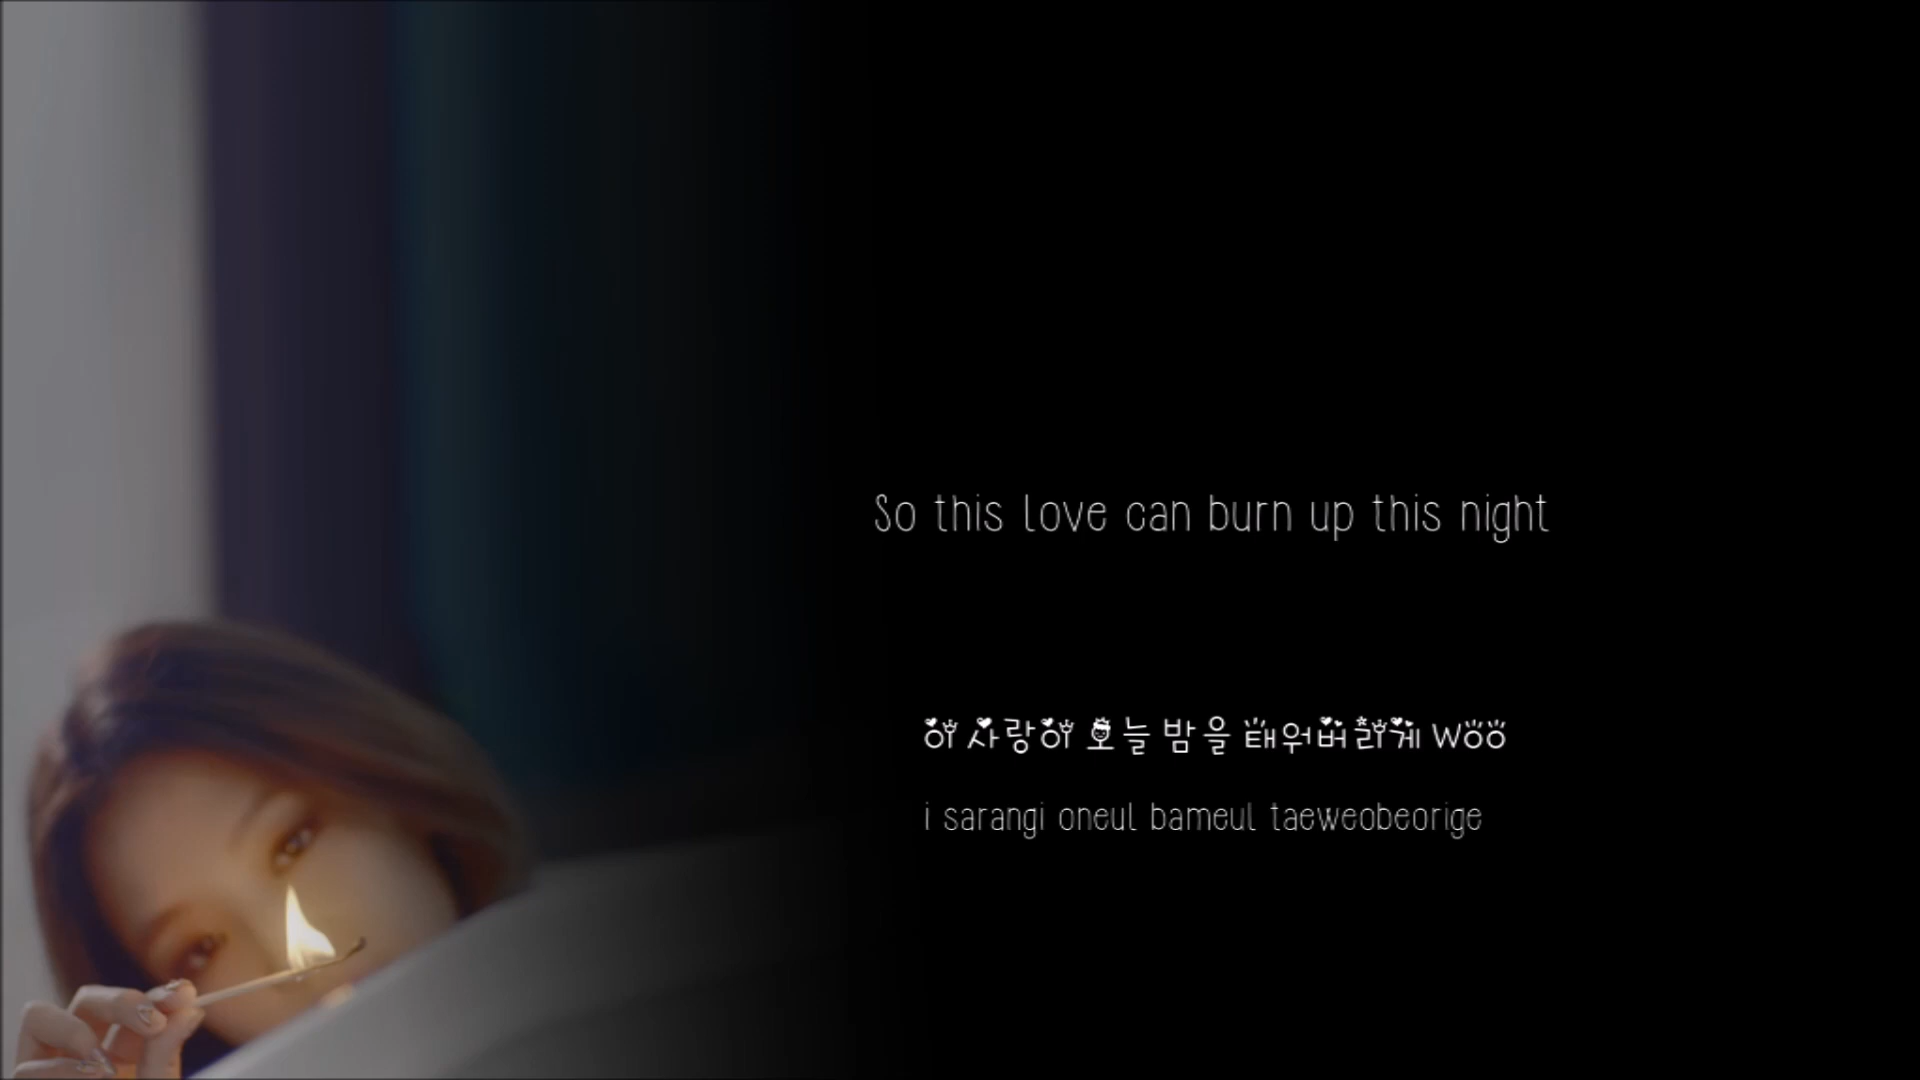 So this love can burn up this night
이 사랑이 오늘 밤을 태워버리게 woo
i sarangi oneul bameul taeweobeorige